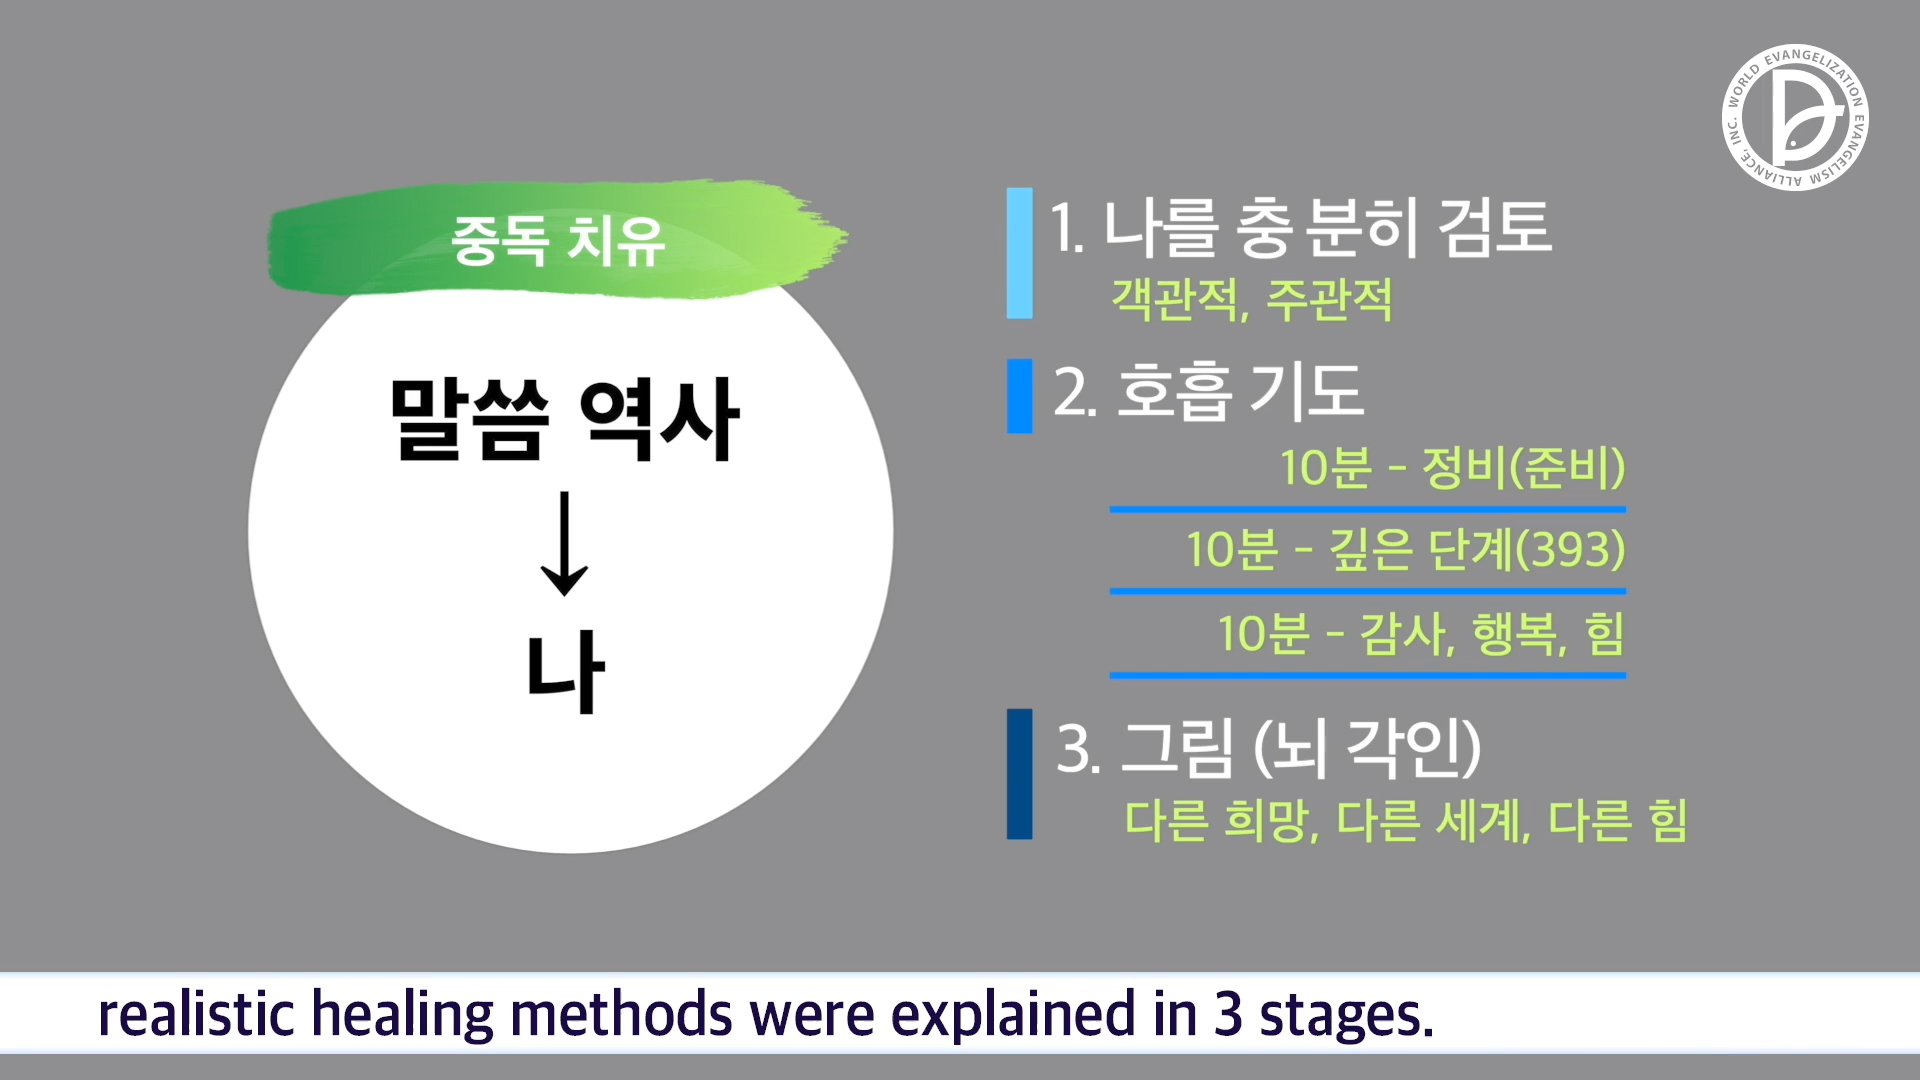 WORLD EVANGELIZATION EVANGELISM ALLIANCE, INC.
중독 치유
말씀 역사
↓
나
1. 나를 충 분히 검토
객관적, 주관적
2. 호흡 기도
10분 - 정비(준비)
10분 - 깊은 단계(393)
10분 - 감사, 행복, 힘
3. 그림 (뇌 각인)
다른 희망, 다른 세계, 다른 힘
realistic healing methods were explained in 3 stages.